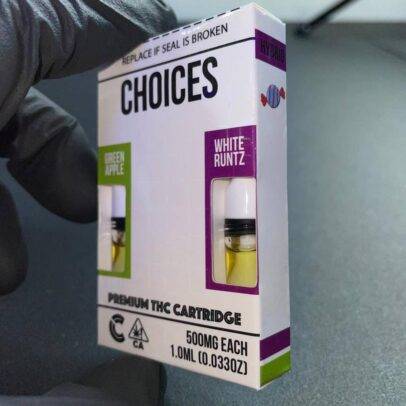 REPLACE IF SEAL IS BROKEN
CHOICES
HYBRID
GREEN
APPLE
WHITE
RUNTZ
PREMIUM THC CARTRIDGE
CA
500MG EACH
1.0ML (0.033OZ)